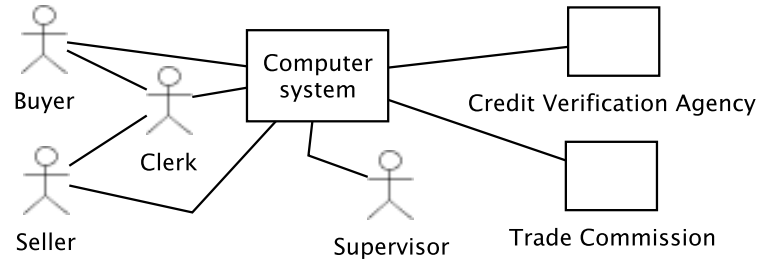 Computer
system
Buyer
Credit Verification Agency
Clerk
Seller
Supervisor
Trade Commission